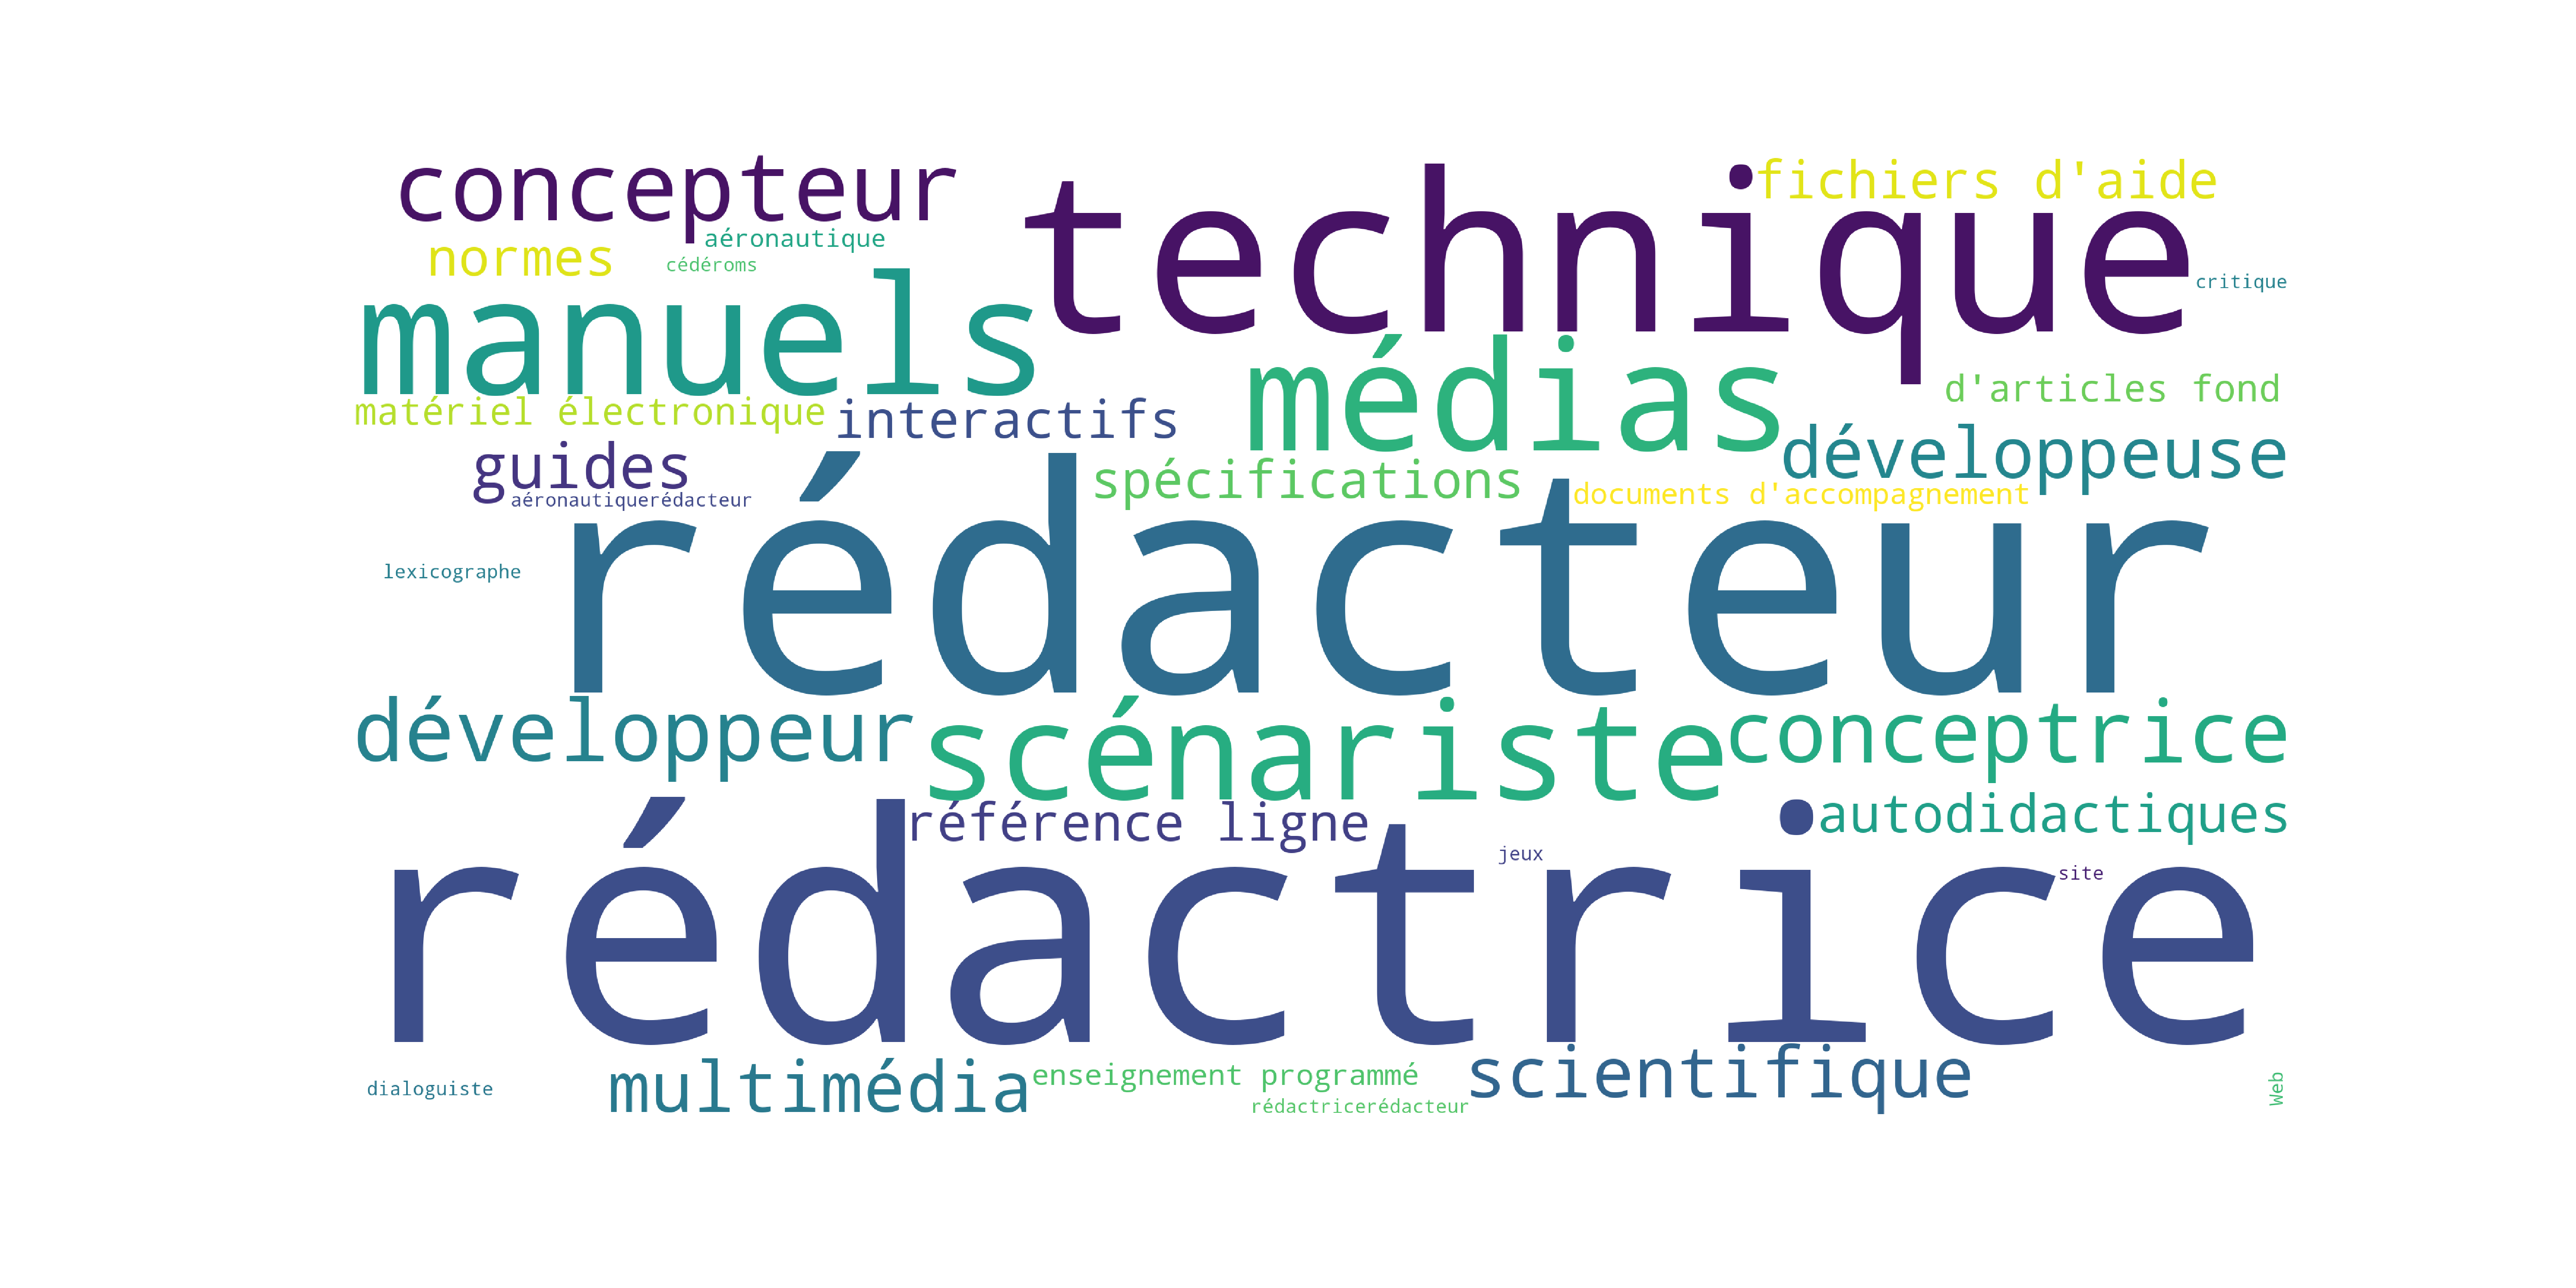 concepteur
technique
fichiers d'aide
normes
aéronautique
cédéroms
critique
manuels
médias
d'articles fond
matériel électronique
interactifs
développeuse
guides
spécifications
documents d'accompagnement
aéronautiquerédacteur
rédacteur
lexicographe
développeur
scénariste
conceptrice
référence ligne
autodidactiques
jeux
site
rédactrice
multimédia
enseignement programmé
scientifique
dialoguiste
rédactricerédacteur
Web